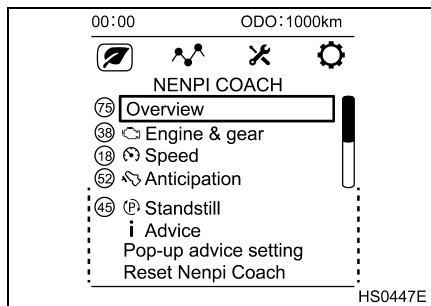 00:00 ODO:1000km
NENPI COACH
75 Overview
38 Engine & gear
18 Speed
52 Anticipation
45 (P) Standstill
i Advice
Pop-up advice setting
Reset Nenpi Coach
HS0447E